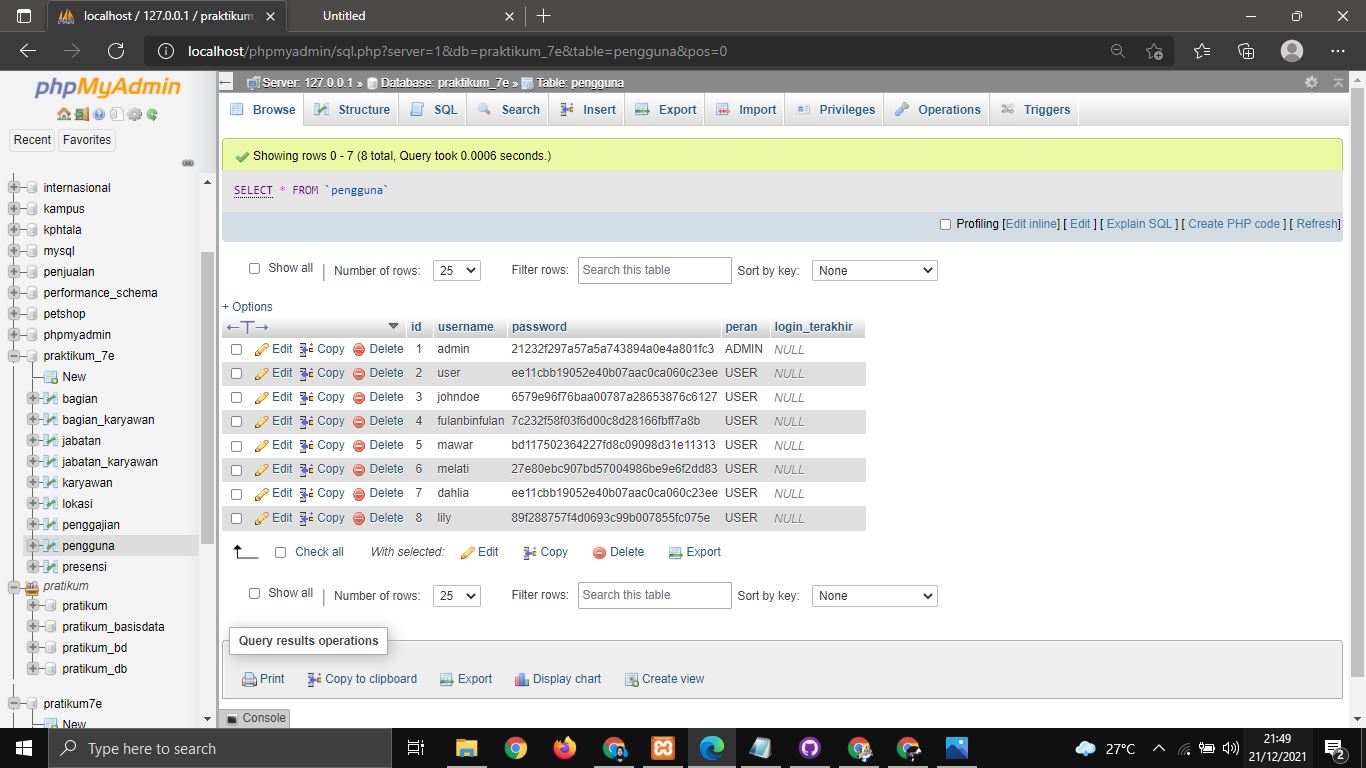 localhost / 127.0.0.1 / praktikum_
Untitled
localhost/phpmyadmin/sql.php?server=1&db=praktikum_7e&table=pengguna&pos=0
phpMyAdmin
Recent Favorites
internasional
kampus
kphtala
mysql
penjualan
performance_schema
petshop
phpmyadmin
praktikum_7e
New
bagian
bagian_karyawan
jabatan
jabatan_karyawan
karyawan
lokasi
penggajian
pengguna
presensi
pratikum
pratikum
pratikum_basisdata
pratikum_bd
pratikum_db
pratikum7e
New
Server: 127.0.0.1 » Database: praktikum_7e » Table: pengguna
Browse Structure SQL Search Insert Export Import Privileges Operations Triggers
Showing rows 0 - 7 (8 total, Query took 0.0006 seconds.)
SELECT * FROM `pengguna`
Profiling [Edit inline] [ Edit ] [ Explain SQL ] [ Create PHP code ] [ Refresh]
Show all | Number of rows: 25 Filter rows: Search this table Sort by key: None
+ Options
←T→ id username password peran login_terakhir
Edit Copy Delete 1 admin 21232f297a57a5a743894a0e4a801fc3 ADMIN NULL
Edit Copy Delete 2 user ee11cbb19052e40b07aac0ca060c23ee USER NULL
Edit Copy Delete 3 johndoe 6579e96f76baa00787a28653876c6127 USER NULL
Edit Copy Delete 4 fulanbinfulan 7c232f58f03f6d00c8d28166fbff7a8b USER NULL
Edit Copy Delete 5 mawar bd117502364227fd8c09098d31e11313 USER NULL
Edit Copy Delete 6 melati 27e80ebc907bd57004986be9e6f2dd83 USER NULL
Edit Copy Delete 7 dahlia ee11cbb19052e40b07aac0ca060c23ee USER NULL
Edit Copy Delete 8 lily 89f288757f4d0693c99b007855fc075e USER NULL
Check all With selected: Edit Copy Delete Export
Show all | Number of rows: 25 Filter rows: Search this table Sort by key: None
Query results operations
Print Copy to clipboard Export Display chart Create view
Console
Type here to search
27°C
21:49
21/12/2021
2